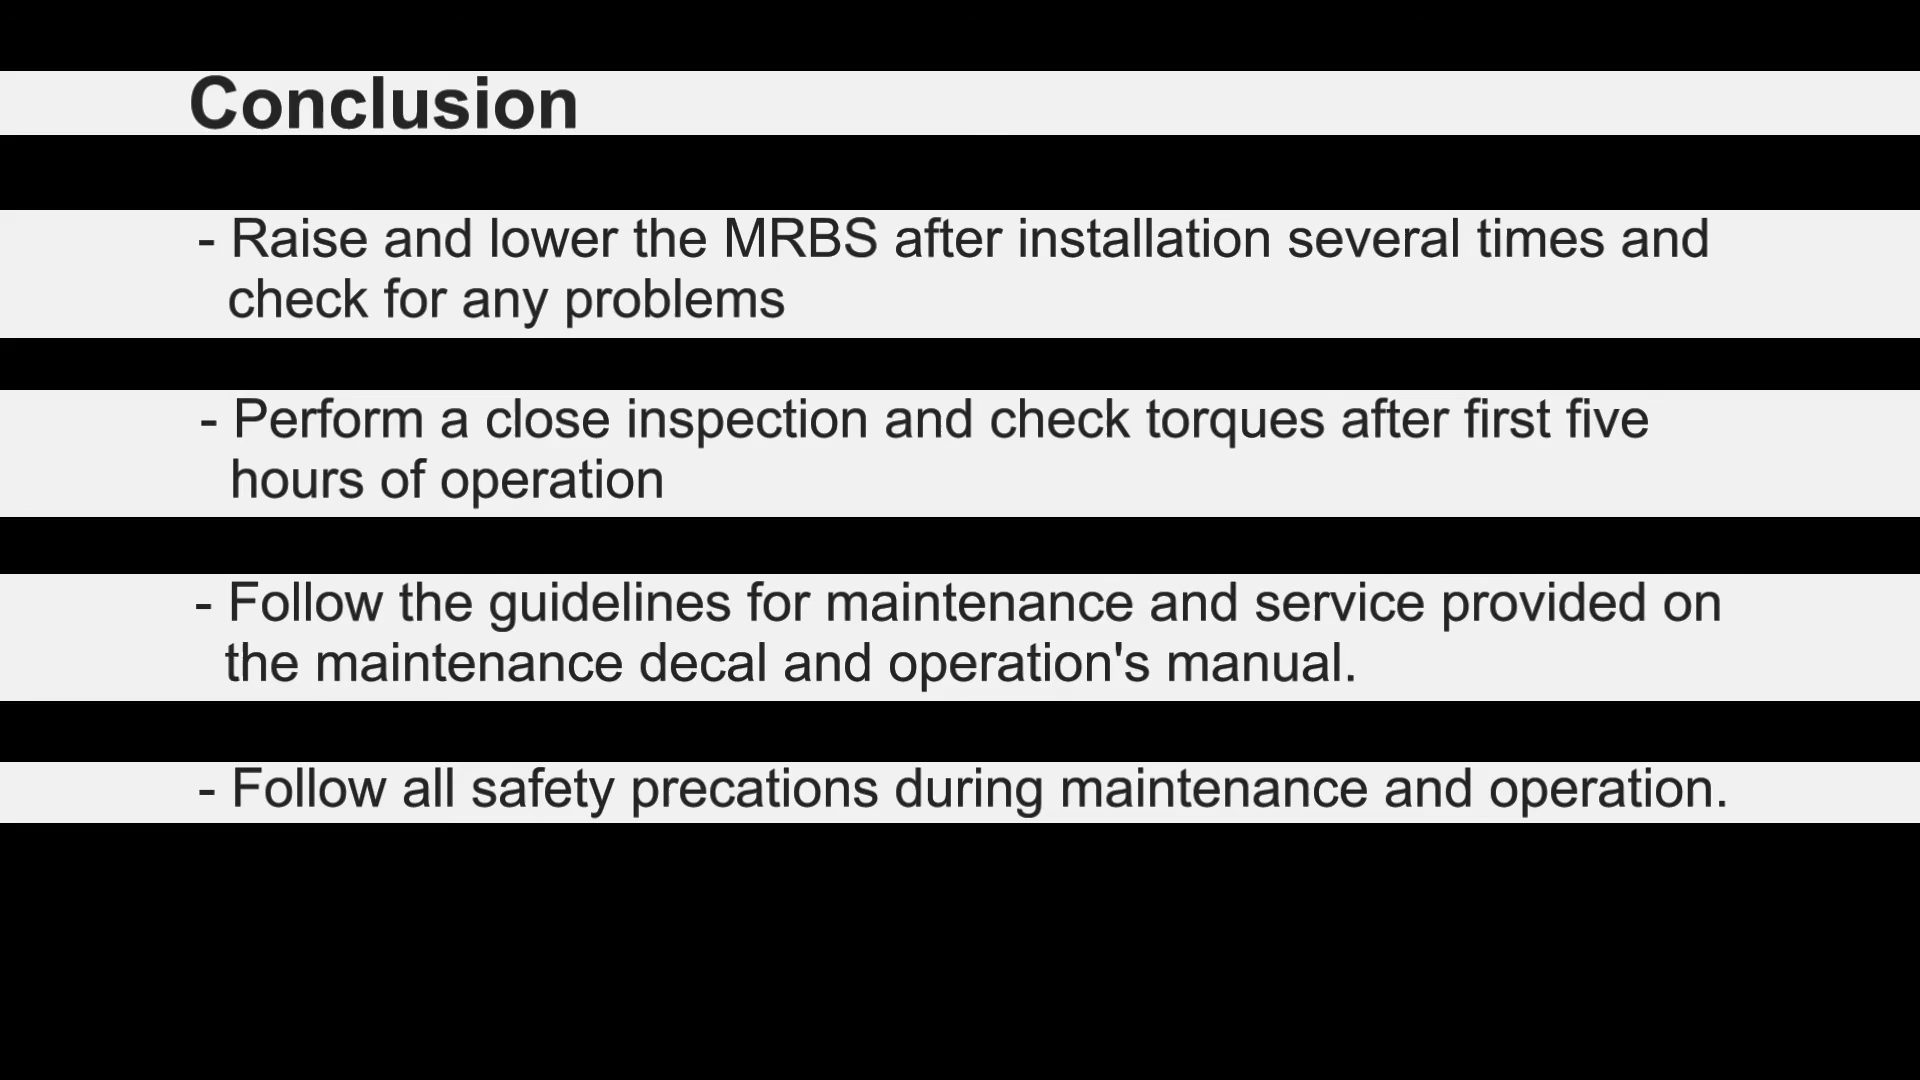 Conclusion
- Raise and lower the MRBS after installation several times and
check for any problems
- Perform a close inspection and check torques after first five
hours of operation
- Follow the guidelines for maintenance and service provided on
the maintenance decal and operation's manual.
- Follow all safety precations during maintenance and operation.